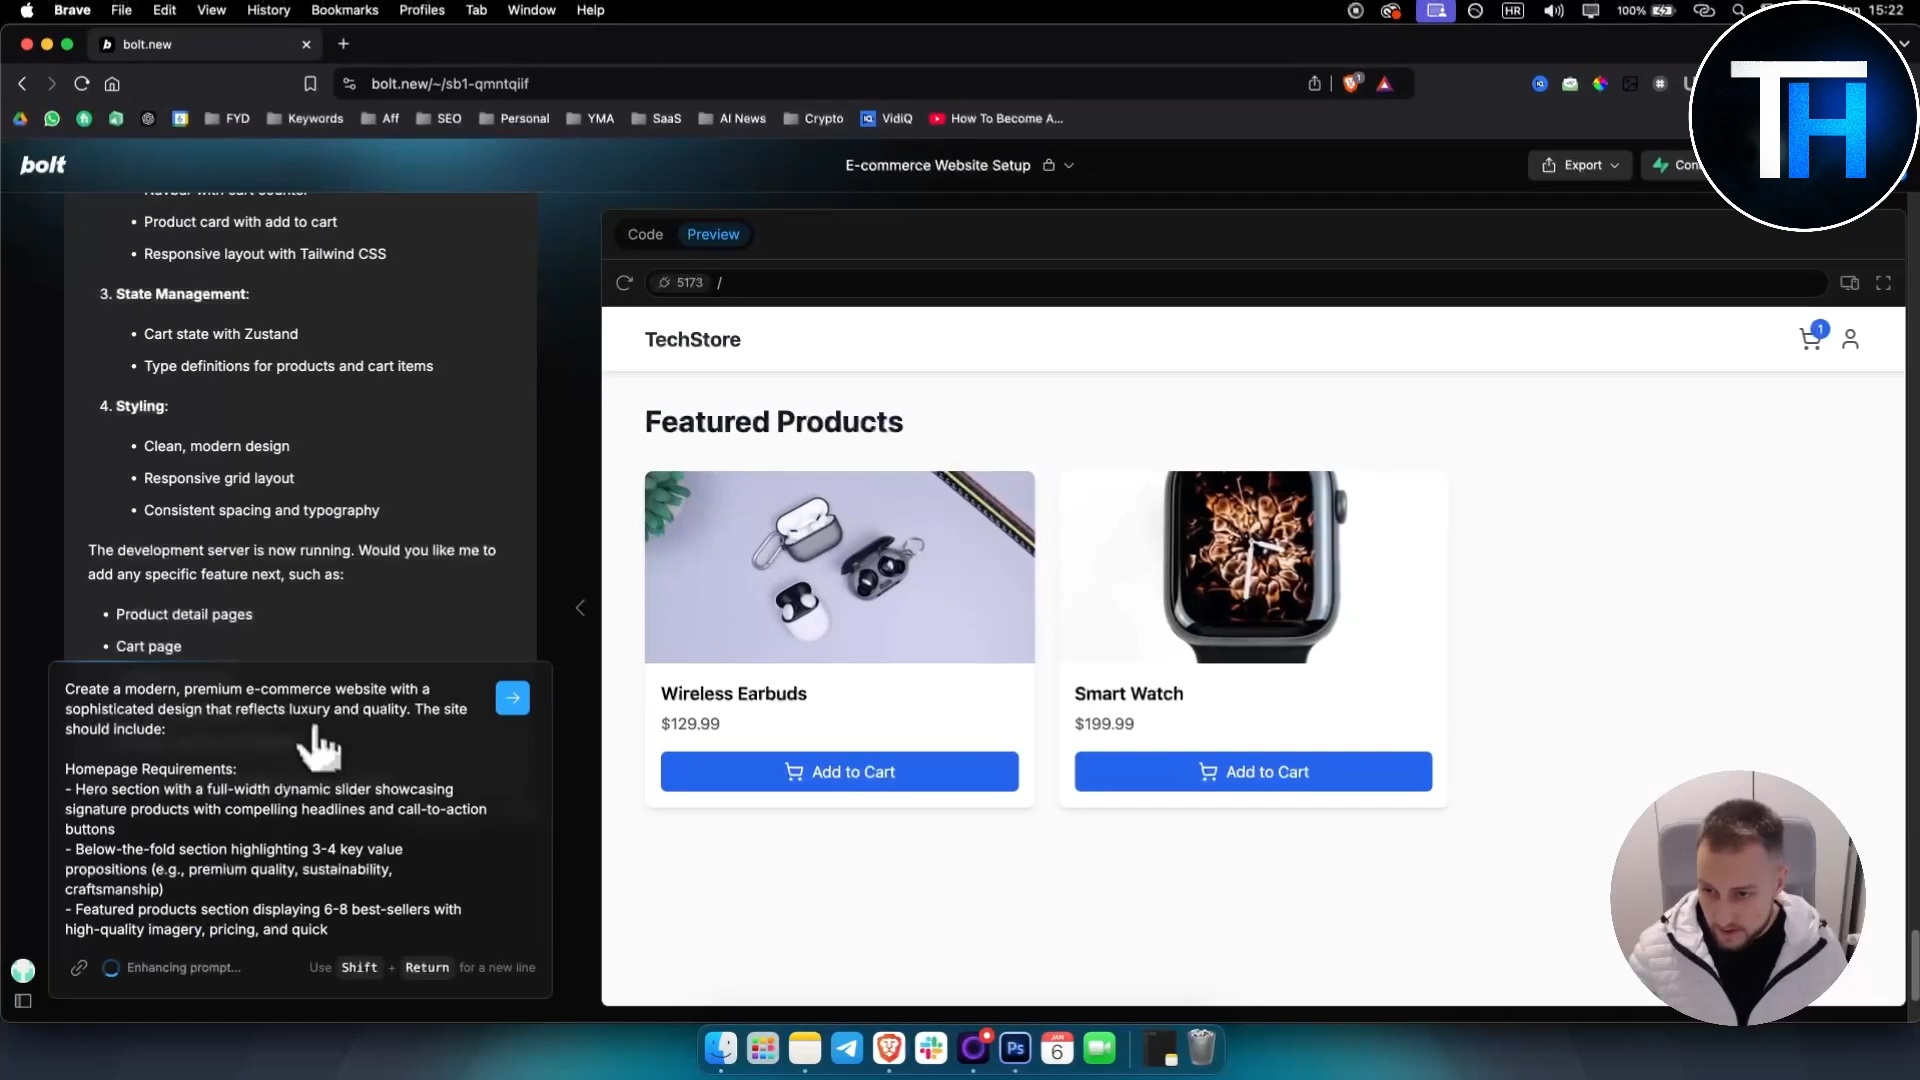 Brave File Edit View History Bookmarks Profiles Tab Window Help
HR 100% 15:22
b bolt.new
bolt.new/~/sb1-qmntqiif
1
FYD Keywords Aff SEO Personal YMA SaaS AI News Crypto VidiQ How To Become A...
TH
bolt
E-commerce Website Setup
Export
Product card with add to cart
Responsive layout with Tailwind CSS
3. State Management:
Cart state with Zustand
Type definitions for products and cart items
4. Styling:
Clean, modern design
Responsive grid layout
Consistent spacing and typography
The development server is now running. Would you like me to
add any specific feature next, such as:
Product detail pages
Cart page
Create a modern, premium e-commerce website with a
sophisticated design that reflects luxury and quality. The site
should include:
Homepage Requirements:
- Hero section with a full-width dynamic slider showcasing
signature products with compelling headlines and call-to-action
buttons
- Below-the-fold section highlighting 3-4 key value
propositions (e.g., premium quality, sustainability,
craftsmanship)
- Featured products section displaying 6-8 best-sellers with
high-quality imagery, pricing, and quick
Enhancing prompt...
Use Shift + Return for a new line
Code Preview
5173 /
TechStore
1
Featured Products
Wireless Earbuds
$129.99
Add to Cart
Smart Watch
$199.99
Add to Cart
Ps
JAN
6